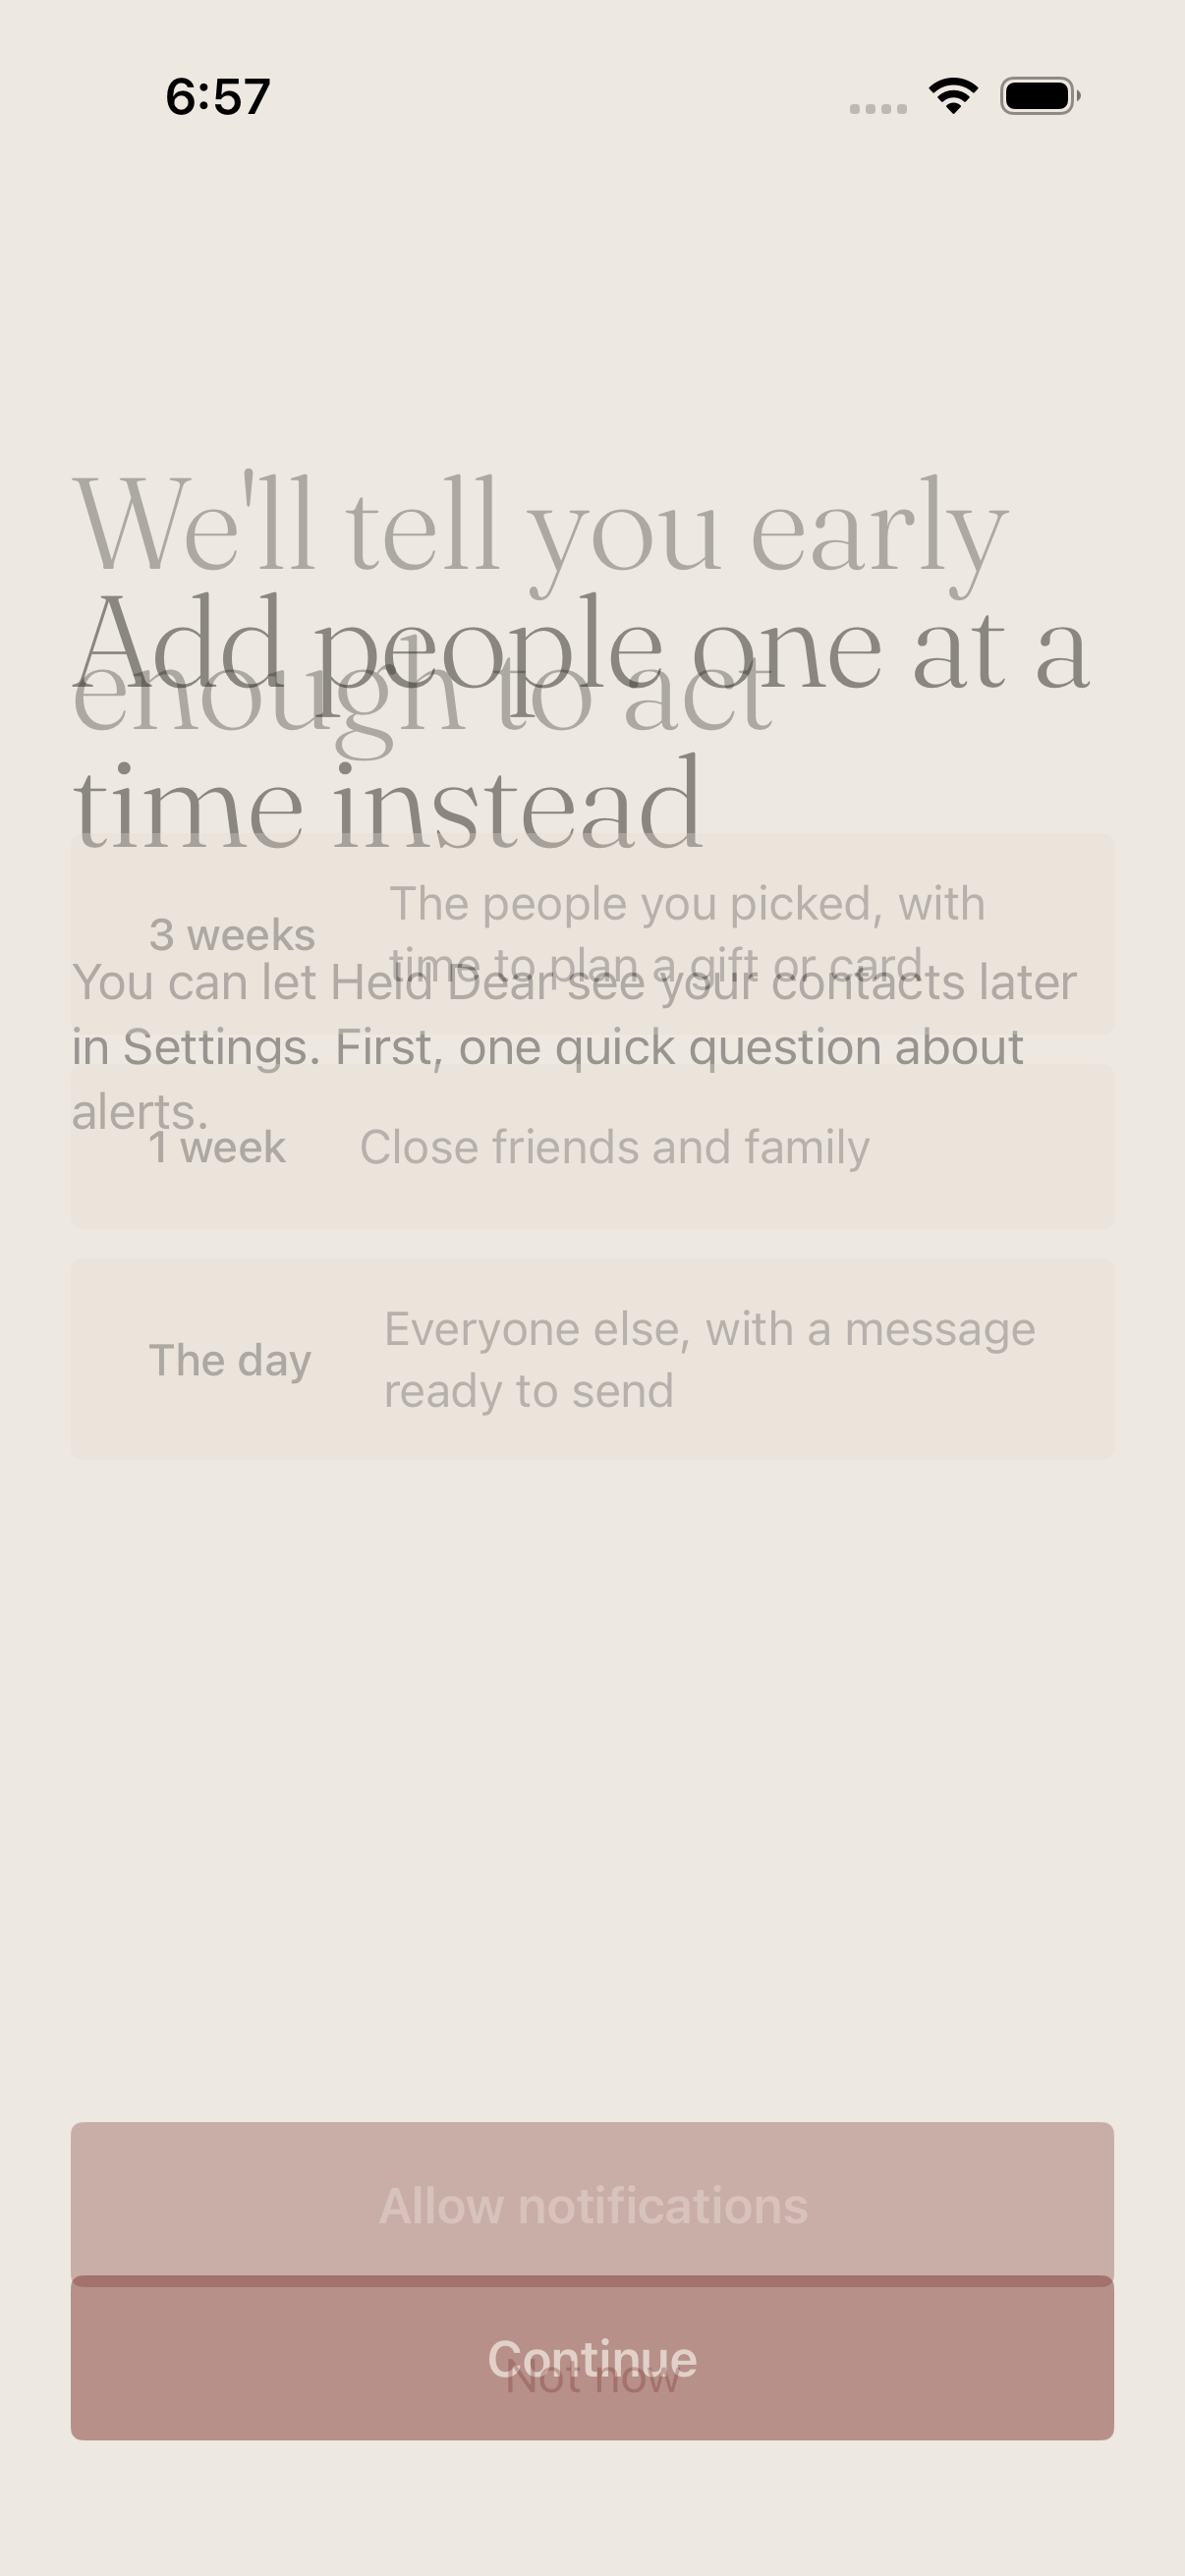 6:57
We'll tell you early
Add people one at a
enough to act
time instead
The people you picked, with
3 weeks
time to plan a gift or card
You can let Held Dear see your contacts later
in Settings. First, one quick question about
alerts.
1 week
Close friends and family
Everyone else, with a message
The day
ready to send
Allow notifications
Continue
Not now